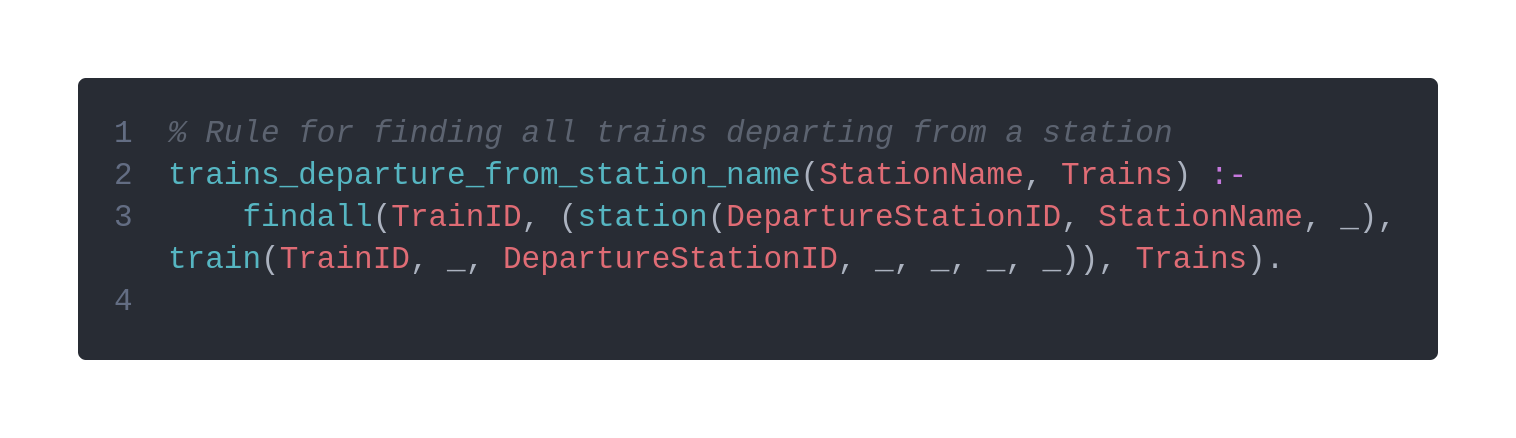 1 % Rule for finding all trains departing from a station
2 trains_departure_from_station_name(StationName, Trains) :-
3     findall(TrainID, (station(DepartureStationID, StationName, _),
train(TrainID, _, DepartureStationID, _, _, _, _)), Trains).
4